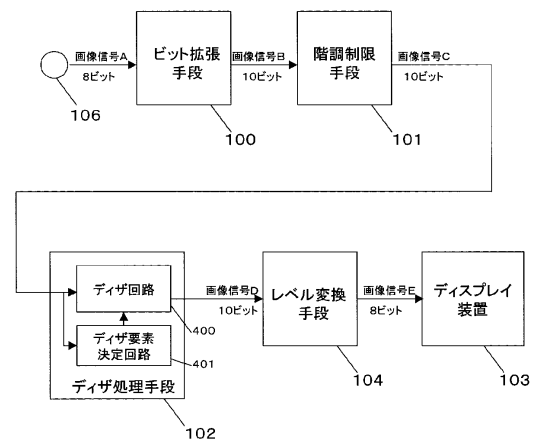 画像信号A
8ビット
106
ビット拡張
手段
100
画像信号B
10ビット
階調制限
手段
101
画像信号C
10ビット
ディザ回路
400
ディザ要素
決定回路
401
ディザ処理手段
102
画像信号D
10ビット
レベル変換
手段
104
画像信号E
8ビット
ディスプレイ
装置
103